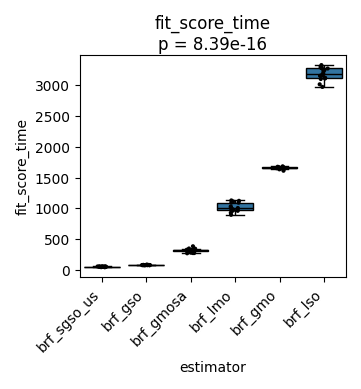 fit_score_time
p = 8.39e-16
fit_score_time
3000
2500
2000
1500
1000
500
0
brf_sgso_us
brf_gso
brf_gmosa
brf_lmo
brf_gmo
brf_lso
estimator